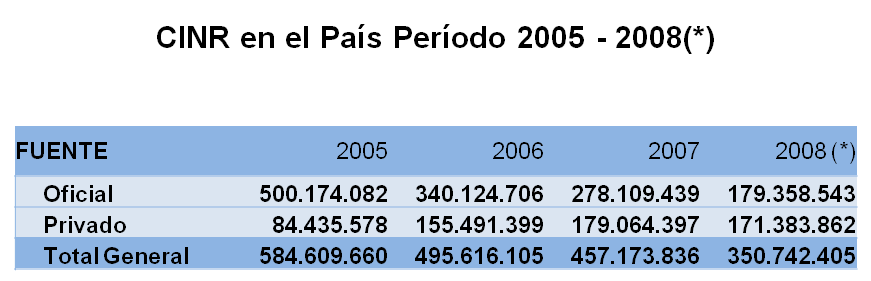 CINR en el País Período 2005 - 2008(*)
FUENTE 2005 2006 2007 2008 (*)
Oficial 500.174.082 340.124.706 278.109.439 179.358.543
Privado 84.435.578 155.491.399 179.064.397 171.383.862
Total General 584.609.660 495.616.105 457.173.836 350.742.405